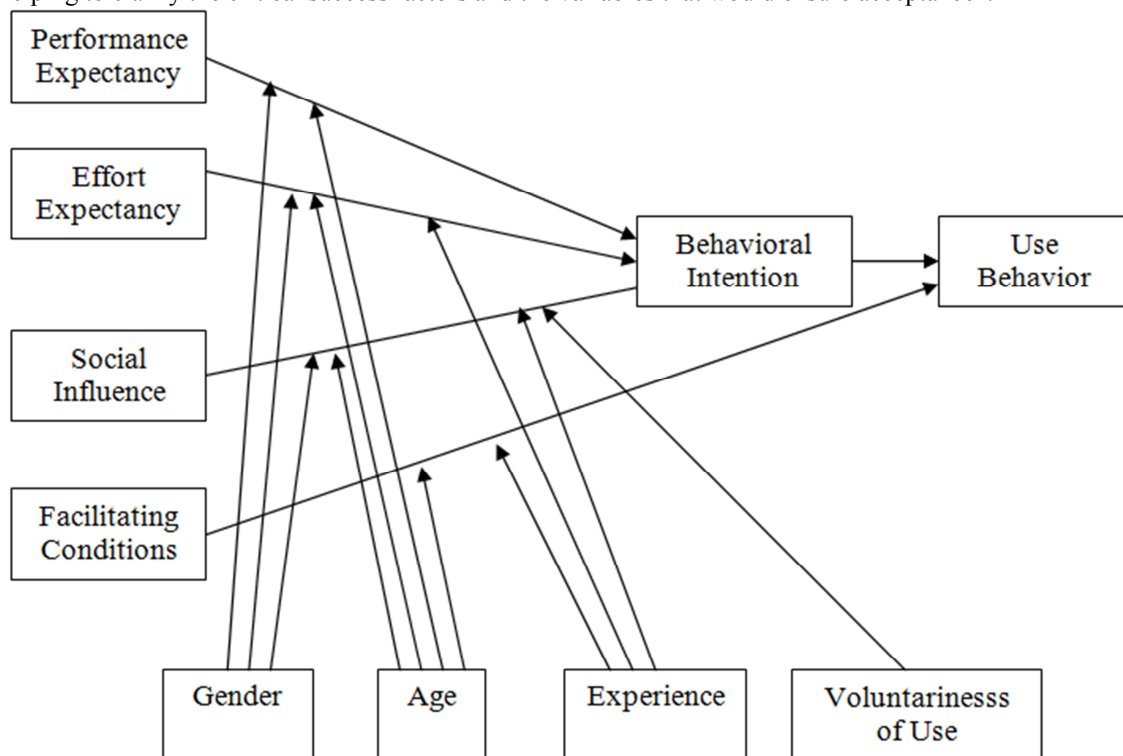 Performance
Expectancy
Effort
Expectancy
Behavioral
Intention
Use
Behavior
Social
Influence
Facilitating
Conditions
Gender
Age
Experience
Voluntarinesss
of Use